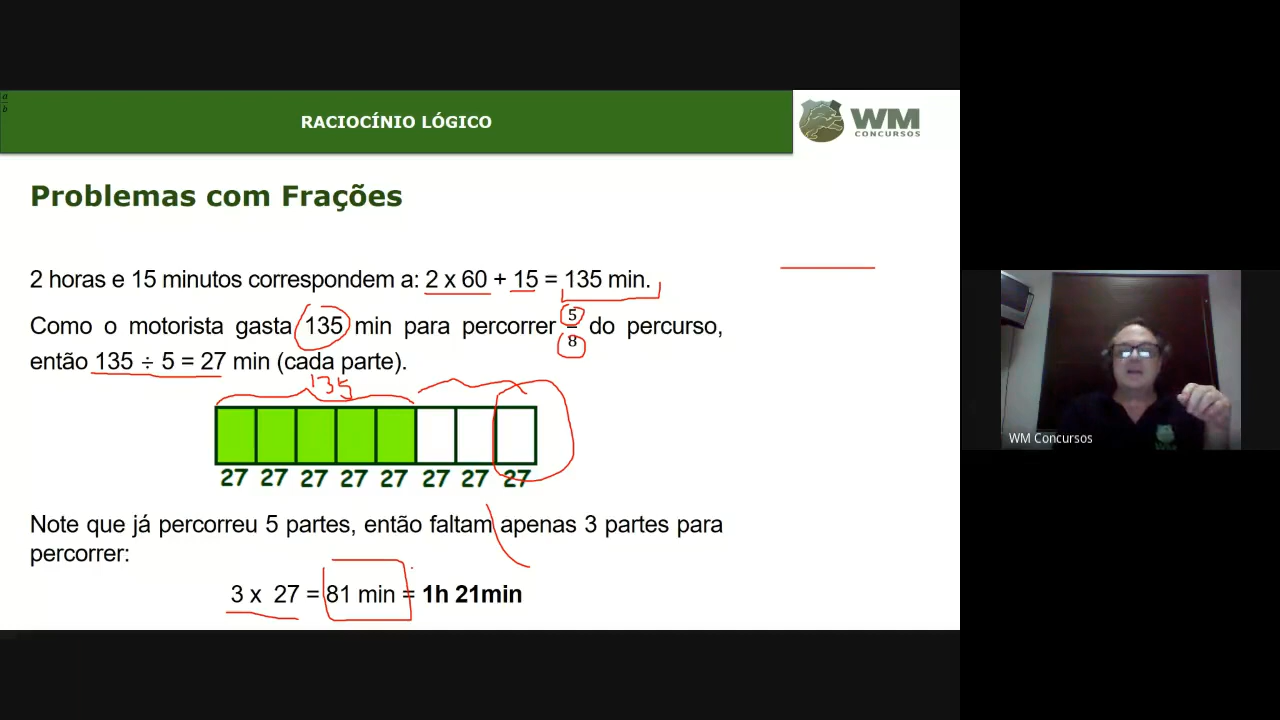 a
b
RACIOCÍNIO LÓGICO
WM
CONCURSOS
Problemas com Frações
2 horas e 15 minutos correspondem a: 2 x 60 + 15 = 135 min.
Como o motorista gasta 135 min para percorrer 5/8 do percurso,
então 135 ÷ 5 = 27 min (cada parte).
135
27 27 27 27 27 27 27 27
Note que já percorreu 5 partes, então faltam apenas 3 partes para
percorrer:
3 x 27 = 81 min = 1h 21min
WM Concursos